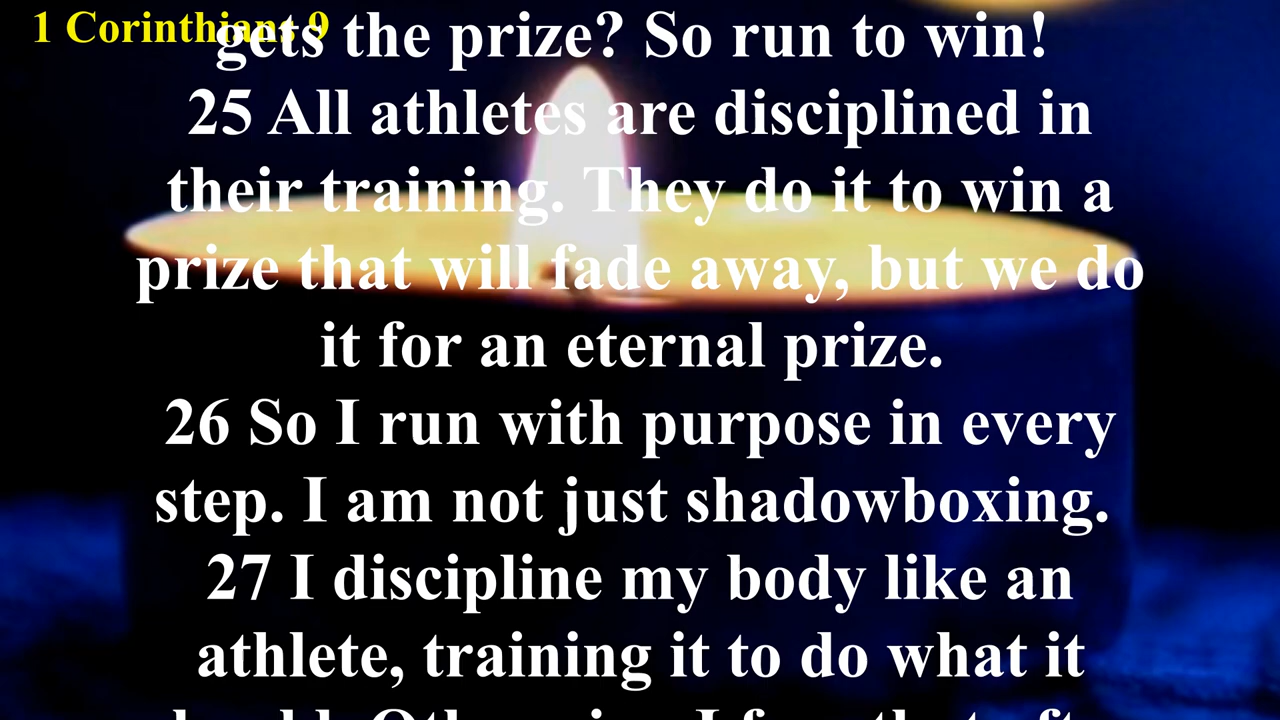 1 Corinthians 9
gets the prize? So run to win!
25 All athletes are disciplined in
their training. They do it to win a
prize that will fade away, but we do
it for an eternal prize.
26 So I run with purpose in every
step. I am not just shadowboxing.
27 I discipline my body like an
athlete, training it to do what it